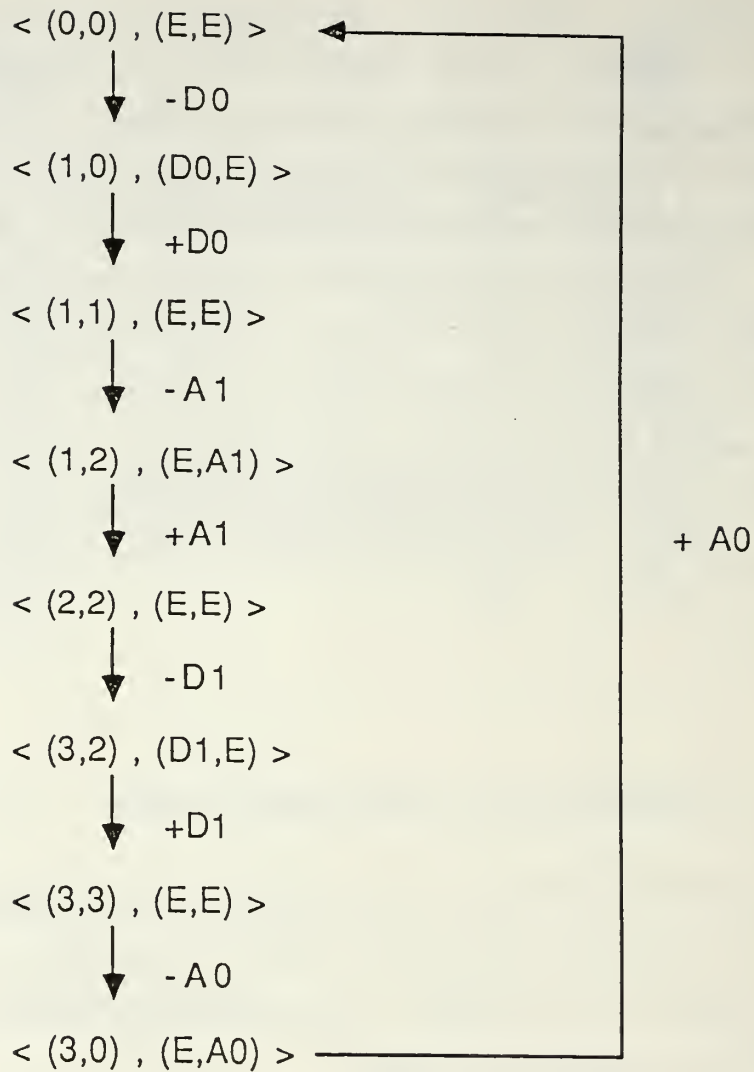 < (0,0) , (E,E) >
-D0
< (1,0) , (D0,E) >
+D0
< (1,1) , (E,E) >
-A1
< (1,2) , (E,A1) >
+A1
+ A0
< (2,2) , (E,E) >
-D1
< (3,2) , (D1,E) >
+D1
< (3,3) , (E,E) >
-A0
< (3,0) , (E,A0) >